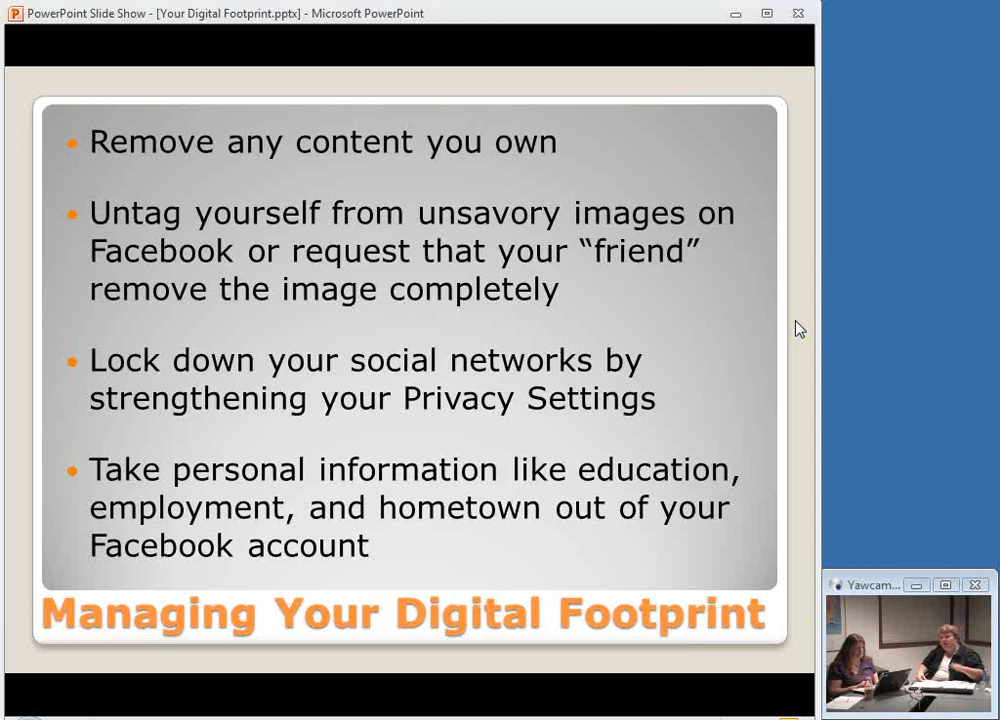 PowerPoint Slide Show - [Your Digital Footprint.pptx] - Microsoft PowerPoint
Remove any content you own
Untag yourself from unsavory images on
Facebook or request that your “friend”
remove the image completely
Lock down your social networks by
strengthening your Privacy Settings
Take personal information like education,
employment, and hometown out of your
Facebook account
Managing Your Digital Footprint
Yawcam...